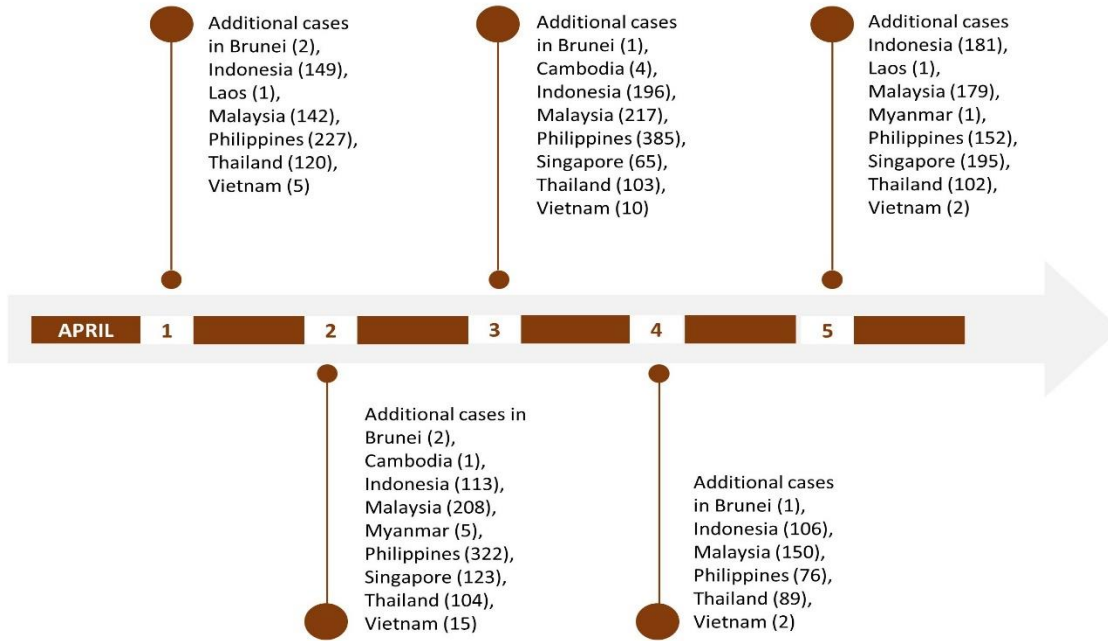 Additional cases
in Brunei (2),
Indonesia (149),
Laos (1),
Malaysia (142),
Philippines (227),
Thailand (120),
Vietnam (5)
Additional cases
in Brunei (1),
Cambodia (4),
Indonesia (196),
Malaysia (217),
Philippines (385),
Singapore (65),
Thailand (103),
Vietnam (10)
Additional cases
Indonesia (181),
Laos (1),
Malaysia (179),
Myanmar (1),
Philippines (152),
Singapore (195),
Thailand (102),
Vietnam (2)
APRIL 1 2 3 4 5
Additional cases in
Brunei (2),
Cambodia (1),
Indonesia (113),
Malaysia (208),
Myanmar (5),
Philippines (322),
Singapore (123),
Thailand (104),
Vietnam (15)
Additional cases
in Brunei (1),
Indonesia (106),
Malaysia (150),
Philippines (76),
Thailand (89),
Vietnam (2)